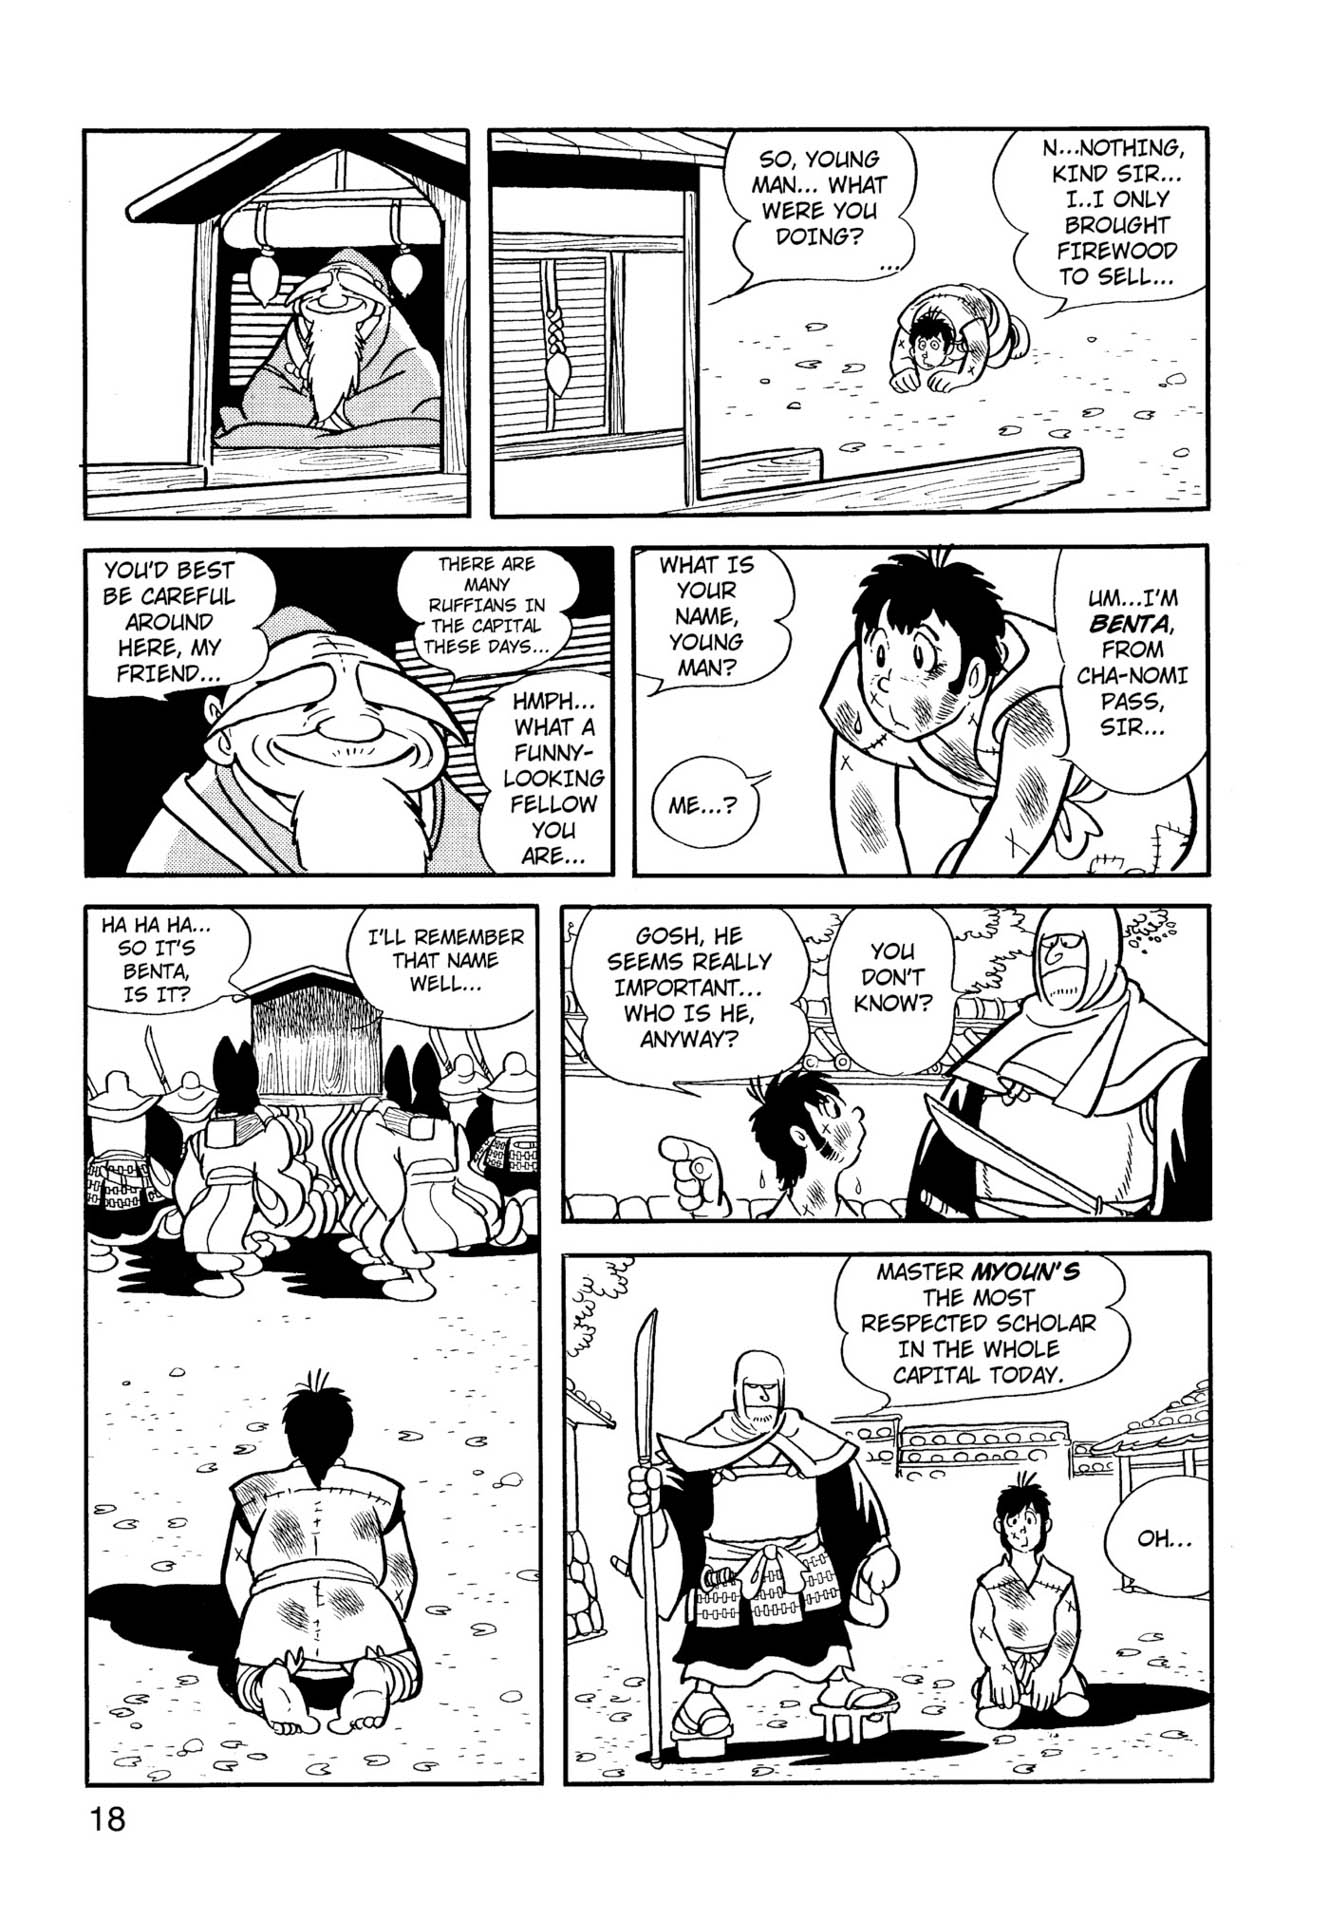 SO, YOUNG
MAN... WHAT
WERE YOU
DOING?
...
N...NOTHING,
KIND SIR...
I..I ONLY
BROUGHT
FIREWOOD
TO SELL...
YOU'D BEST
BE CAREFUL
AROUND
HERE, MY
FRIEND...
THERE ARE
MANY
RUFFIANS IN
THE CAPITAL
THESE DAYS...
HMPH...
WHAT A
FUNNY-
LOOKING
FELLOW
YOU
ARE...
WHAT IS
YOUR
NAME,
YOUNG
MAN?
ME...?
UM...I'M
BENTA,
FROM
CHA-NOMI
PASS,
SIR...
HA HA HA...
SO IT'S
BENTA,
IS IT?
I'LL REMEMBER
THAT NAME
WELL...
GOSH, HE
SEEMS REALLY
IMPORTANT...
WHO IS HE,
ANYWAY?
YOU
DON'T
KNOW?
MASTER MYOUN'S
THE MOST
RESPECTED SCHOLAR
IN THE WHOLE
CAPITAL TODAY.
OH...
18